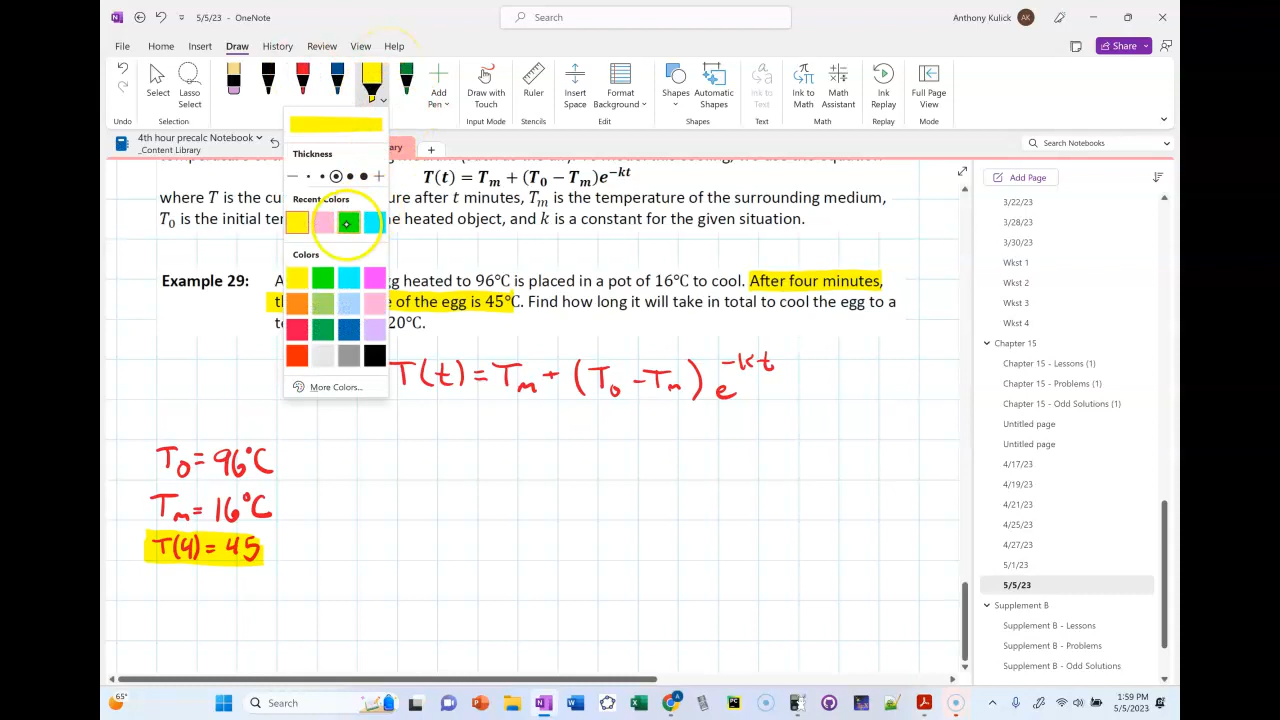 5/5/23 - OneNote
Search
Anthony Kulick AK
File Home Insert Draw History Review View Help
Share
Select Lasso Select Add Pen Draw with Touch Ruler Insert Space Format Background Shapes Automatic Shapes Ink to Text Ink to Math Math Assistant Ink Replay Full Page View
Undo Selection Input Mode Stencils Edit Shapes Text Math Replay Mode
4th hour precalc Notebook
_Content Library
ary
Search Notebooks
Add Page
Thickness
Recent Colors
Colors
More Colors...
T(t) = Tₘ + (T₀ − Tₘ)e^(−kt)
where T is the cu ure after t minutes, Tₘ is the temperature of the surrounding medium,
T₀ is the initial ter e heated object, and k is a constant for the given situation.
Example 29: A gg heated to 96°C is placed in a pot of 16°C to cool. After four minutes,
th e of the egg is 45°C. Find how long it will take in total to cool the egg to a
te 20°C.
T(t) = Tₘ + (T₀ − Tₘ) e^(−kt)
T₀ = 96°C
Tₘ = 16°C
T(4) = 45
3/22/23
3/28/23
3/30/23
Wkst 1
Wkst 2
Wkst 3
Wkst 4
Chapter 15
Chapter 15 - Lessons (1)
Chapter 15 - Problems (1)
Chapter 15 - Odd Solutions (1)
Untitled page
Untitled page
4/17/23
4/19/23
4/21/23
4/25/23
4/27/23
5/1/23
5/5/23
Supplement B
Supplement B - Lessons
Supplement B - Problems
Supplement B - Odd Solutions
65°
Search
1:59 PM
5/5/2023